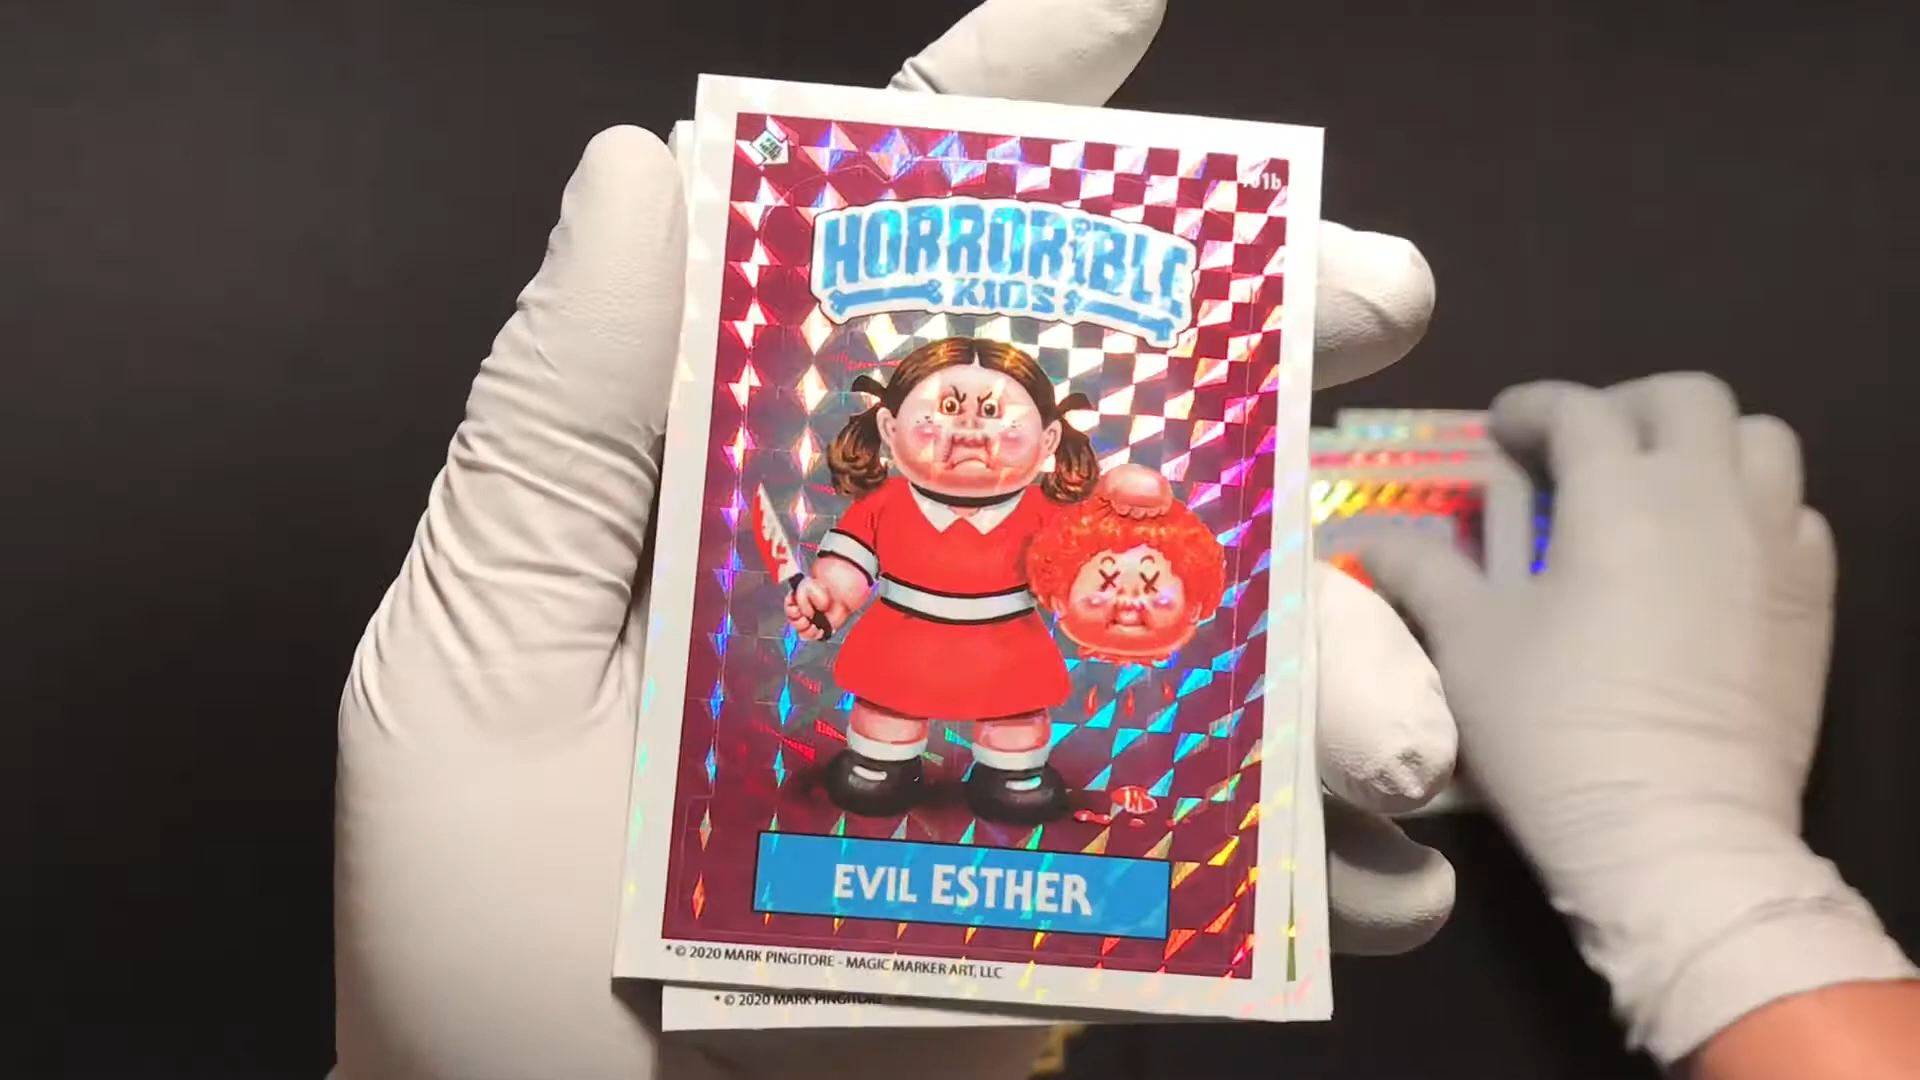 HORRORiBLE
KIDS
EVIL ESTHER
* © 2020 MARK PINGITORE - MAGIC MARKER ART, LLC
* © 2020 MARK PINGITORE